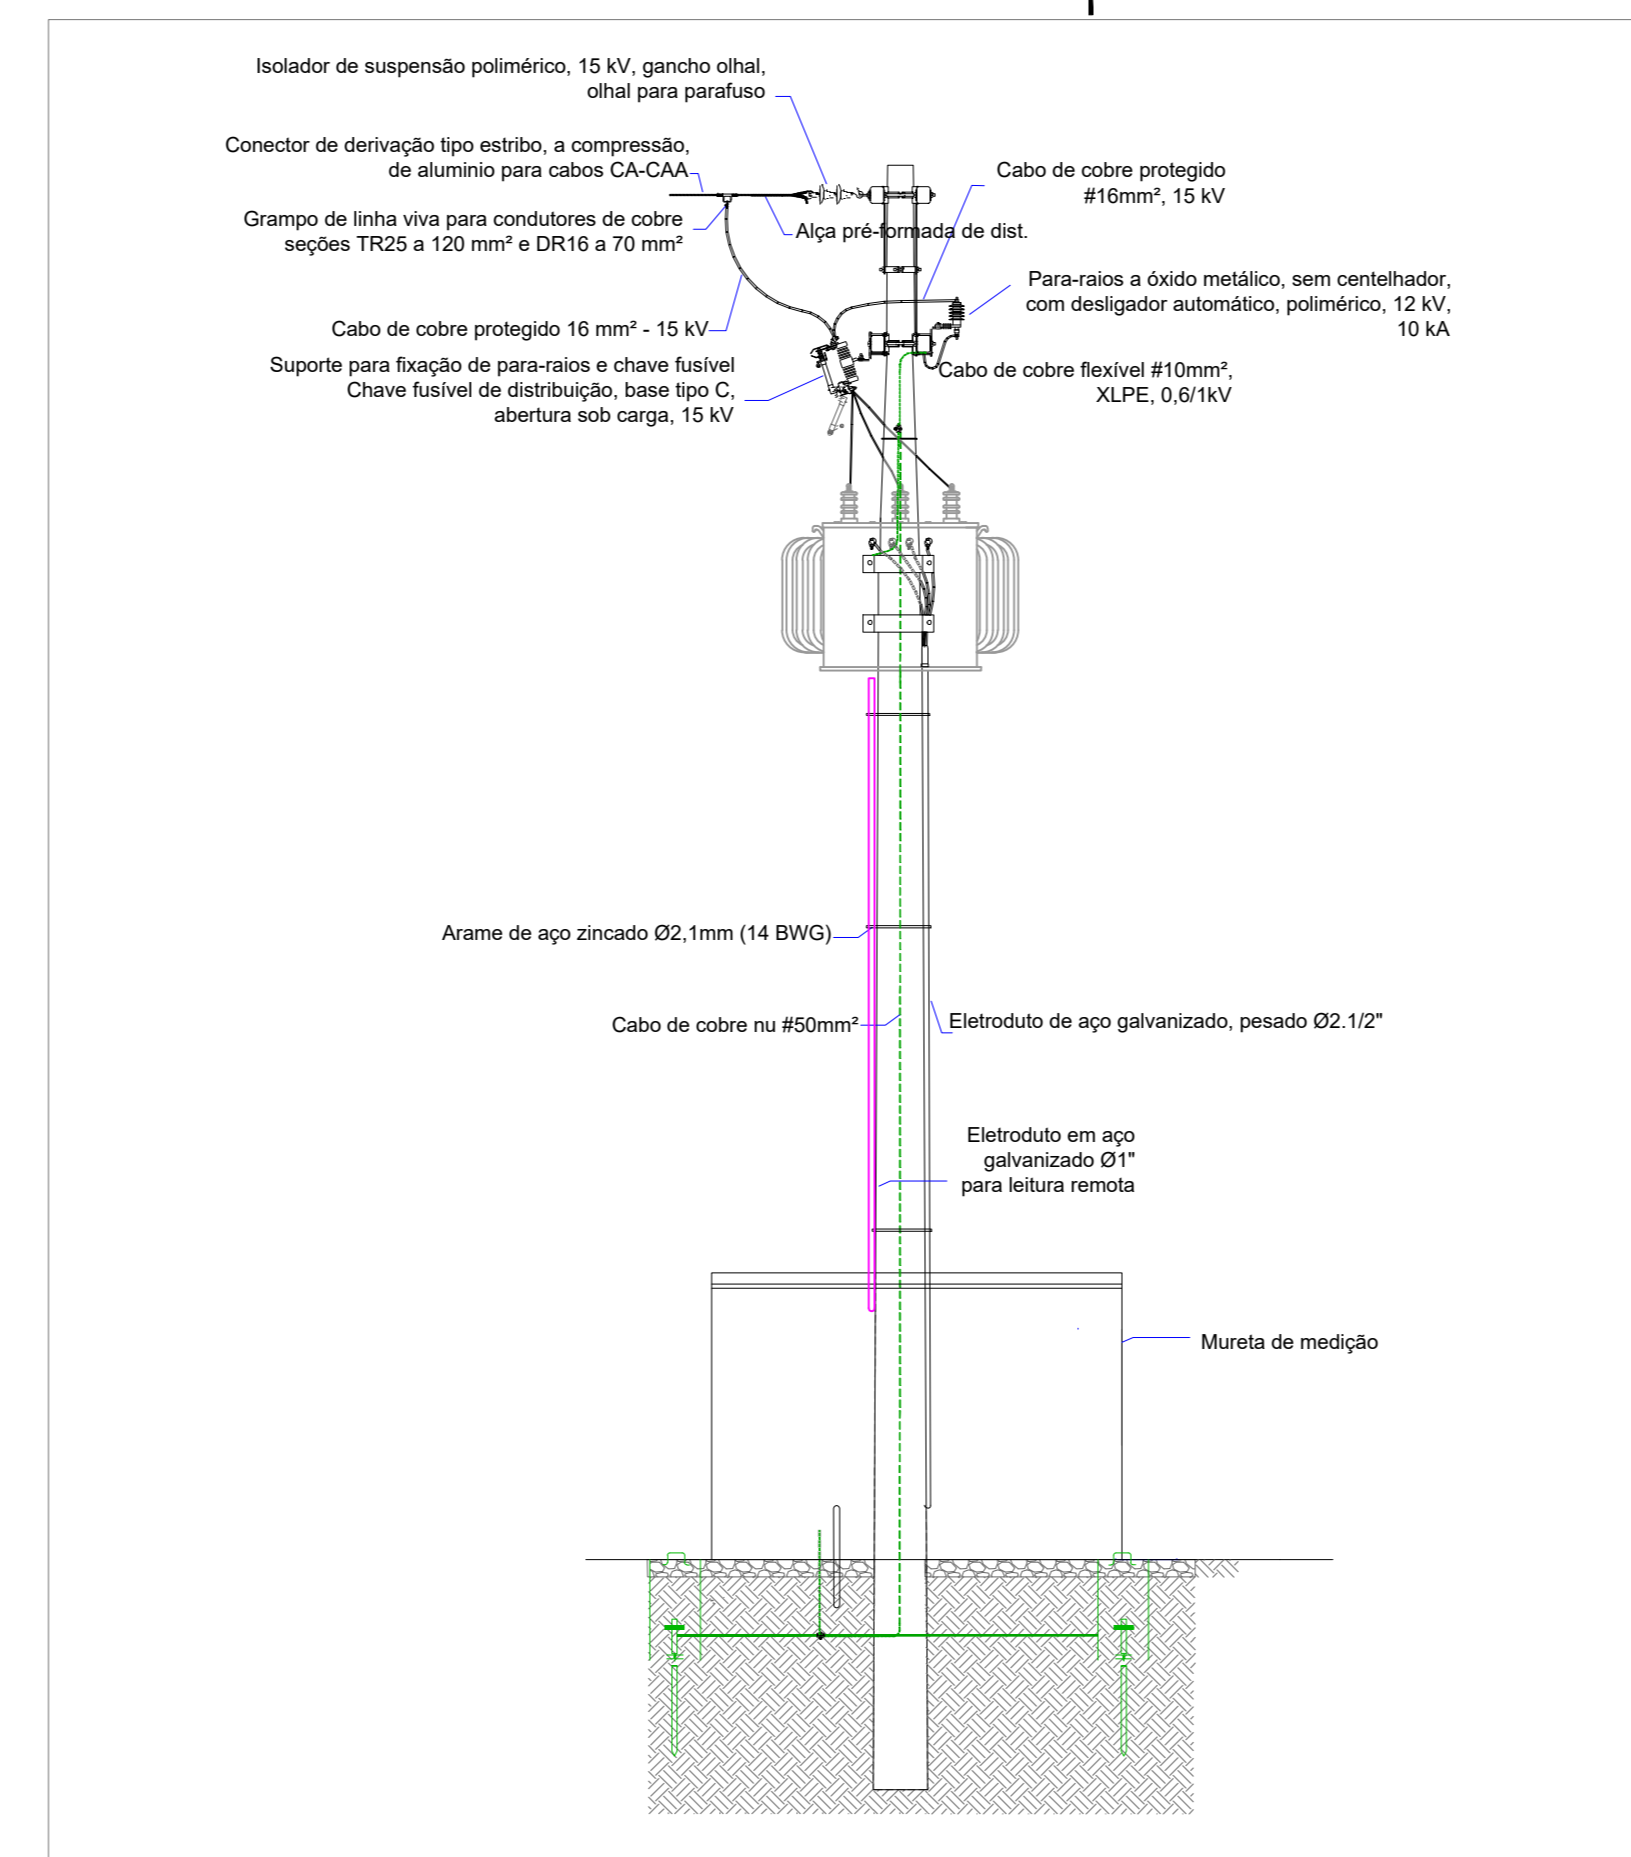 Isolador de suspensão polimérico, 15 kV, gancho olhal,
olhal para parafuso
Conector de derivação tipo estribo, a compressão,
de aluminio para cabos CA-CAA
Cabo de cobre protegido
#16mm², 15 kV
Grampo de linha viva para condutores de cobre
seções TR25 a 120 mm² e DR16 a 70 mm²
Alça pré-formada de dist.
Para-raios a óxido metálico, sem centelhador,
com desligador automático, polimérico, 12 kV,
10 kA
Cabo de cobre protegido 16 mm² - 15 kV
Suporte para fixação de para-raios e chave fusível
Chave fusível de distribuição, base tipo C,
abertura sob carga, 15 kV
Cabo de cobre flexível #10mm²,
XLPE, 0,6/1kV
Arame de aço zincado Ø2,1mm (14 BWG)
Cabo de cobre nu #50mm²
Eletroduto de aço galvanizado, pesado Ø2.1/2"
Eletroduto em aço
galvanizado Ø1"
para leitura remota
Mureta de medição